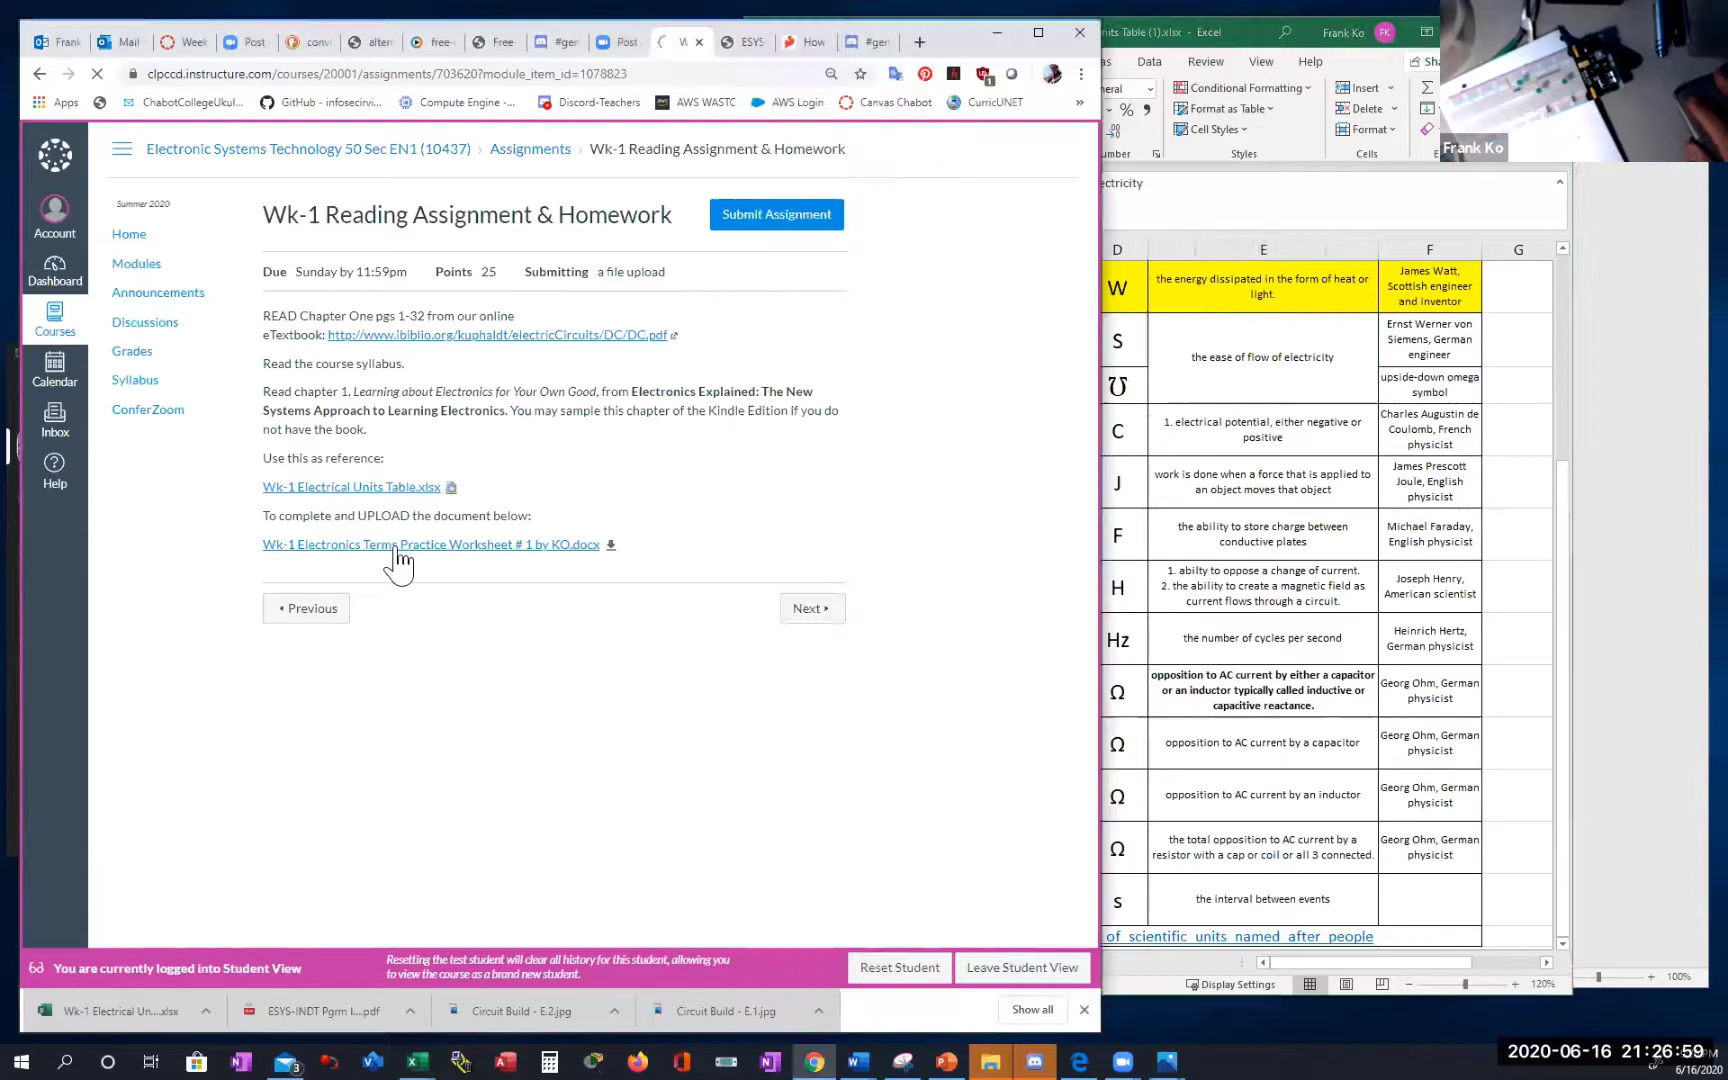 Frank
Mail
Week
Post
conv
alter
free-
Free-
#ger
Post
W
ESYS
How
#ger
clpccd.instructure.com/courses/20001/assignments/703620?module_item_id=1078823
Apps
ChabotCollegeUkul...
GitHub - infosecirvi...
Compute Engine -...
Discord-Teachers
AWS WASTC
AWS Login
Canvas Chabot
CurricUNET
»
Electronic Systems Technology 50 Sec EN1 (10437) › Assignments › Wk-1 Reading Assignment & Homework
Account
Dashboard
Courses
Calendar
Inbox
Help
Summer 2020
Home
Modules
Announcements
Discussions
Grades
Syllabus
ConferZoom
Wk-1 Reading Assignment & Homework
Submit Assignment
Due Sunday by 11:59pm Points 25 Submitting a file upload
READ Chapter One pgs 1-32 from our online
eTextbook: http://www.ibiblio.org/kuphaldt/electricCircuits/DC/DC.pdf
Read the course syllabus.
Read chapter 1, Learning about Electronics for Your Own Good, from Electronics Explained: The New
Systems Approach to Learning Electronics. You may sample this chapter of the Kindle Edition if you do
not have the book.
Use this as reference:
Wk-1 Electrical Units Table.xlsx
To complete and UPLOAD the document below:
Wk-1 Electronics Terms Practice Worksheet # 1 by KO.docx
Previous
Next
You are currently logged into Student View
Resetting the test student will clear all history for this student, allowing you
to view the course as a brand new student.
Reset Student
Leave Student View
Wk-1 Electrical Un....xlsx
ESYS-INDT Pgrm I....pdf
Circuit Build - E.2.jpg
Circuit Build - E.1.jpg
Show all
nits Table (1).xlsx - Excel
Frank Ko
FK
as
Data
Review
View
Help
Sha
neral
% ,
umber
Conditional Formatting
Format as Table
Cell Styles
Styles
Insert
Delete
Format
Cells
Frank Ko
ectricity
D E F G
W
the energy dissipated in the form of heat or
light.
James Watt,
Scottish engineer
and inventor
S
the ease of flow of electricity
Ernst Werner von
Siemens, German
engineer
℧
upside-down omega
symbol
C
1. electrical potential, either negative or
positive
Charles Augustin de
Coulomb, French
physicist
J
work is done when a force that is applied to
an object moves that object
James Prescott
Joule, English
physicist
F
the ability to store charge between
conductive plates
Michael Faraday,
English physicist
H
1. abilty to oppose a change of current.
2. the ability to create a magnetic field as
current flows through a circuit.
Joseph Henry,
American scientist
Hz
the number of cycles per second
Heinrich Hertz,
German physicist
Ω
opposition to AC current by either a capacitor
or an inductor typically called inductive or
capacitive reactance.
Georg Ohm, German
physicist
Ω
opposition to AC current by a capacitor
Georg Ohm, German
physicist
Ω
opposition to AC current by an inductor
Georg Ohm, German
physicist
Ω
the total opposition to AC current by a
resistor with a cap or coil or all 3 connected.
Georg Ohm, German
physicist
s
the interval between events
of scientific units named after people
Display Settings
120%
100%
3
2020-06-16 21:26:59
6/16/2020